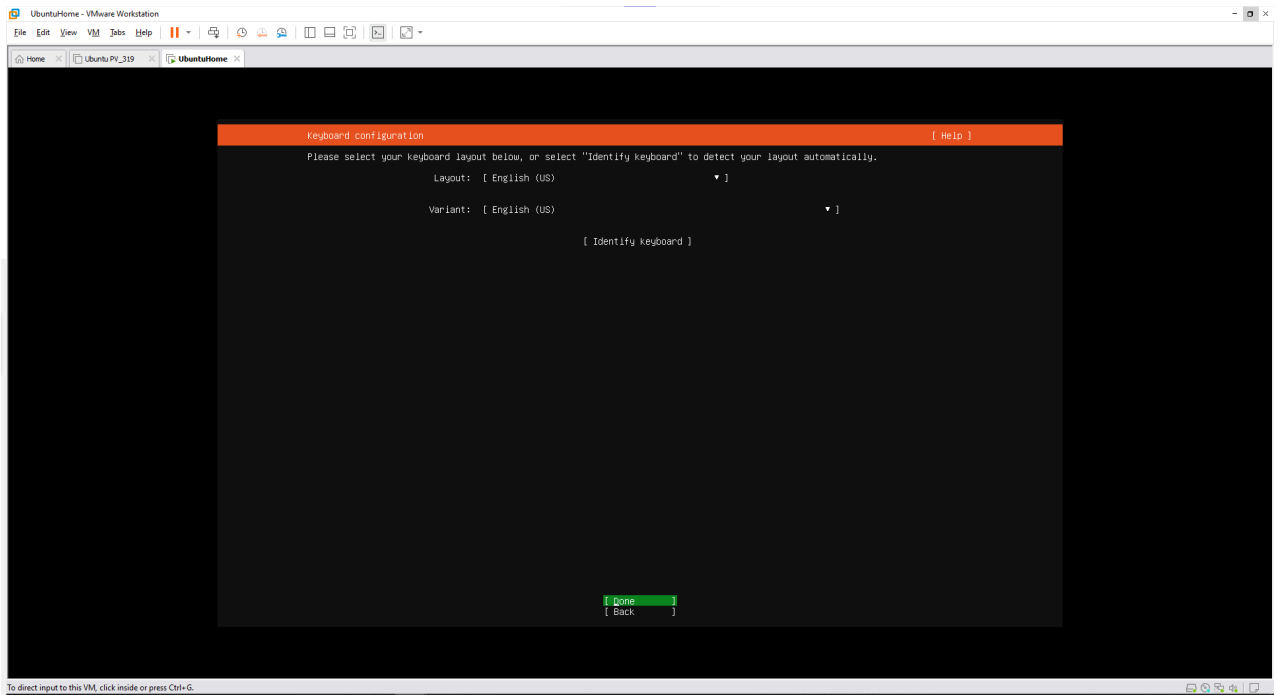 UbuntuHome - VMware Workstation
File Edit View VM Tabs Help
Home Ubuntu PV_319 UbuntuHome
Keyboard configuration [ Help ]
Please select your keyboard layout below, or select "Identify keyboard" to detect your layout automatically.
Layout: [ English (US) ▾ ]
Variant: [ English (US) ▾ ]
[ Identify keyboard ]
[ Done ]
[ Back ]
To direct input to this VM, click inside or press Ctrl+G.